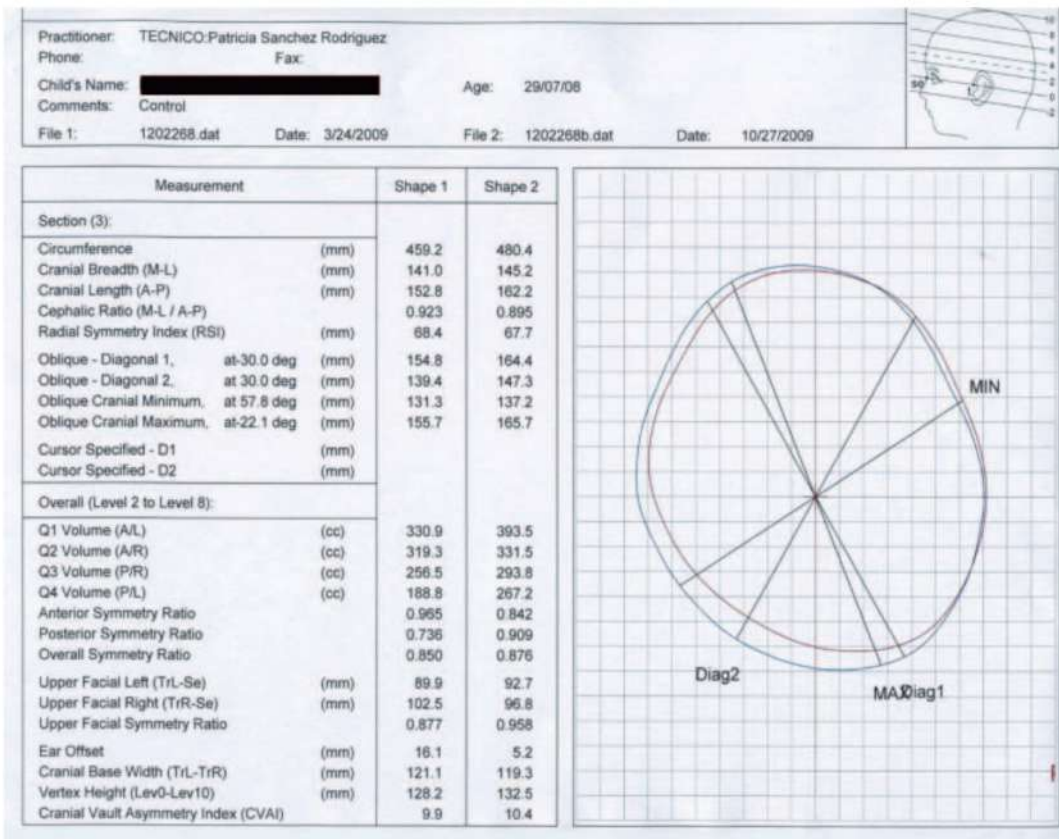 Practitioner: TECNICO:Patricia Sanchez Rodriguez
Phone: Fax:
Child's Name: Age: 29/07/08
Comments: Control
File 1: 1202268.dat Date: 3/24/2009 File 2: 1202268b.dat Date: 10/27/2009
10
8
6
4
2
0
-2
Measurement Shape 1 Shape 2
Section (3):
Circumference (mm) 459.2 480.4
Cranial Breadth (M-L) (mm) 141.0 145.2
Cranial Length (A-P) (mm) 152.8 162.2
Cephalic Ratio (M-L / A-P) 0.923 0.895
Radial Symmetry Index (RSI) (mm) 68.4 67.7
Oblique - Diagonal 1, at-30.0 deg (mm) 154.8 164.4
Oblique - Diagonal 2, at 30.0 deg (mm) 139.4 147.3
Oblique Cranial Minimum, at 57.8 deg (mm) 131.3 137.2
Oblique Cranial Maximum, at-22.1 deg (mm) 155.7 165.7
Cursor Specified - D1 (mm)
Cursor Specified - D2 (mm)
Overall (Level 2 to Level 8):
Q1 Volume (A/L) (cc) 330.9 393.5
Q2 Volume (A/R) (cc) 319.3 331.5
Q3 Volume (P/R) (cc) 256.5 293.8
Q4 Volume (P/L) (cc) 188.8 267.2
Anterior Symmetry Ratio 0.965 0.842
Posterior Symmetry Ratio 0.736 0.909
Overall Symmetry Ratio 0.850 0.876
Upper Facial Left (TrL-Se) (mm) 89.9 92.7
Upper Facial Right (TrR-Se) (mm) 102.5 96.8
Upper Facial Symmetry Ratio 0.877 0.958
Ear Offset (mm) 16.1 5.2
Cranial Base Width (TrL-TrR) (mm) 121.1 119.3
Vertex Height (Lev0-Lev10) (mm) 128.2 132.5
Cranial Vault Asymmetry Index (CVAI) 9.9 10.4
MIN
Diag2
MAX Diag1